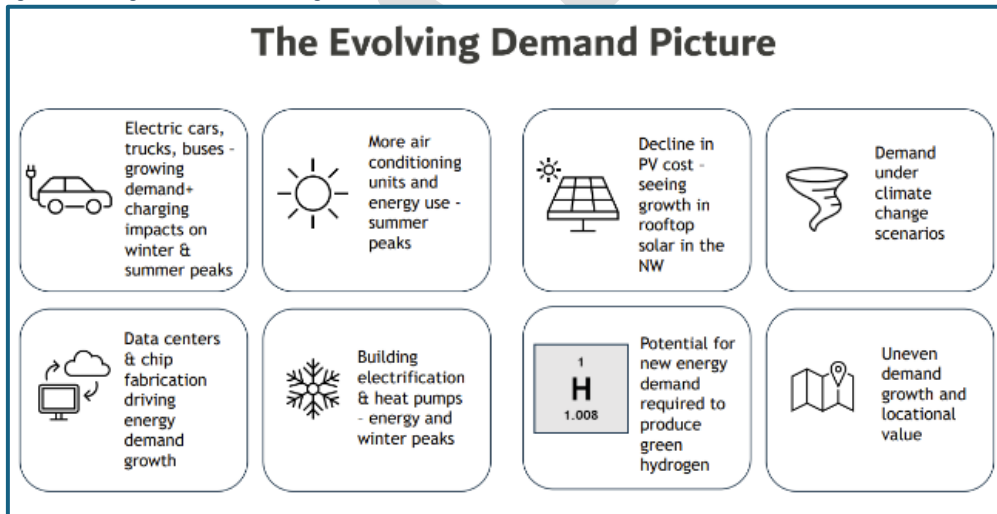 The Evolving Demand Picture
Electric cars,
trucks, buses -
growing
demand+
charging
impacts on
winter &
summer peaks
More air
conditioning
units and
energy use -
summer
peaks
Decline in
PV cost -
seeing
growth in
rooftop
solar in the
NW
Demand
under
climate
change
scenarios
Data centers
& chip
fabrication
driving
energy
demand
growth
Building
electrification
& heat pumps
- energy and
winter peaks
1
H
1.008
Potential for
new energy
demand
required to
produce
green
hydrogen
Uneven
demand
growth and
locational
value